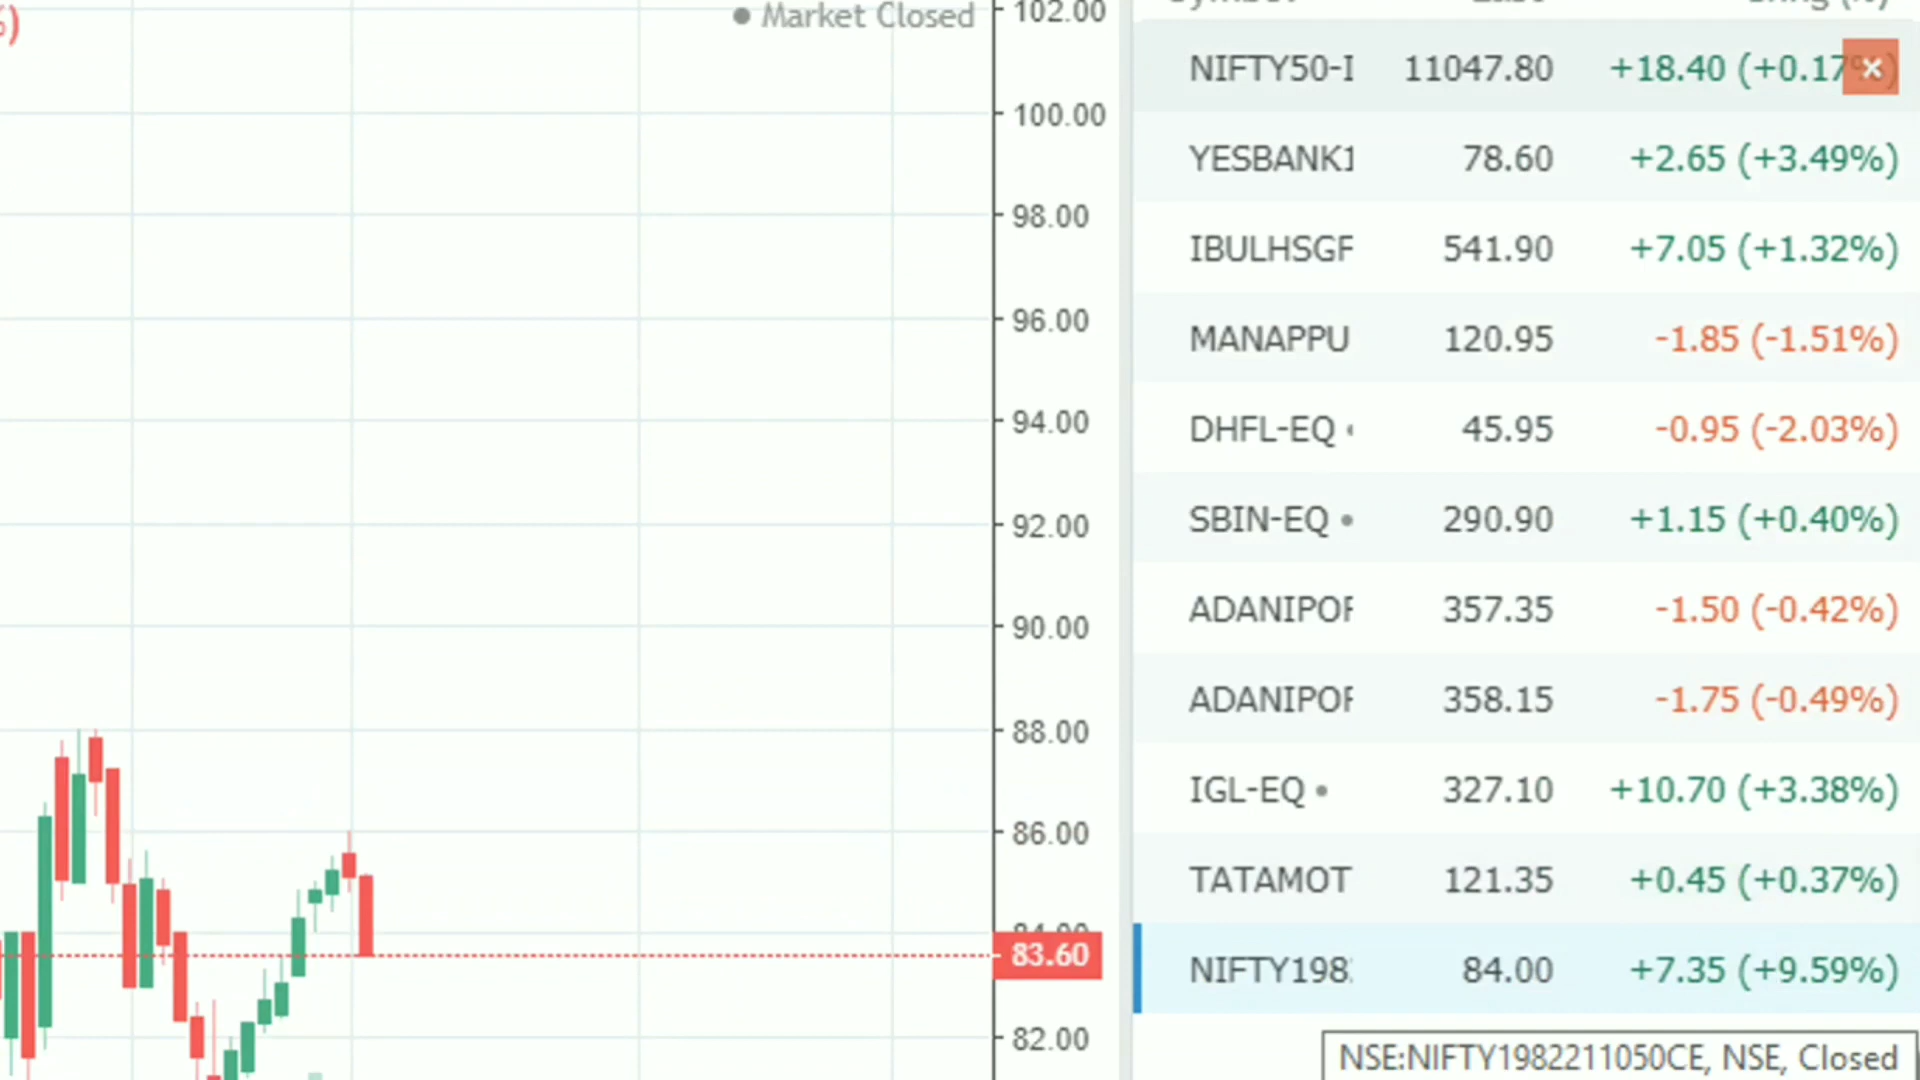 Market Closed
102.00
100.00
98.00
96.00
94.00
92.00
90.00
88.00
86.00
84.00
83.60
82.00
NIFTY50-I 11047.80 +18.40 (+0.17%)
YESBANK1 78.60 +2.65 (+3.49%)
IBULHSGF 541.90 +7.05 (+1.32%)
MANAPPU 120.95 -1.85 (-1.51%)
DHFL-EQ 45.95 -0.95 (-2.03%)
SBIN-EQ 290.90 +1.15 (+0.40%)
ADANIPOF 357.35 -1.50 (-0.42%)
ADANIPOF 358.15 -1.75 (-0.49%)
IGL-EQ 327.10 +10.70 (+3.38%)
TATAMOT 121.35 +0.45 (+0.37%)
NIFTY198 84.00 +7.35 (+9.59%)
NSE:NIFTY1982211050CE, NSE, Closed